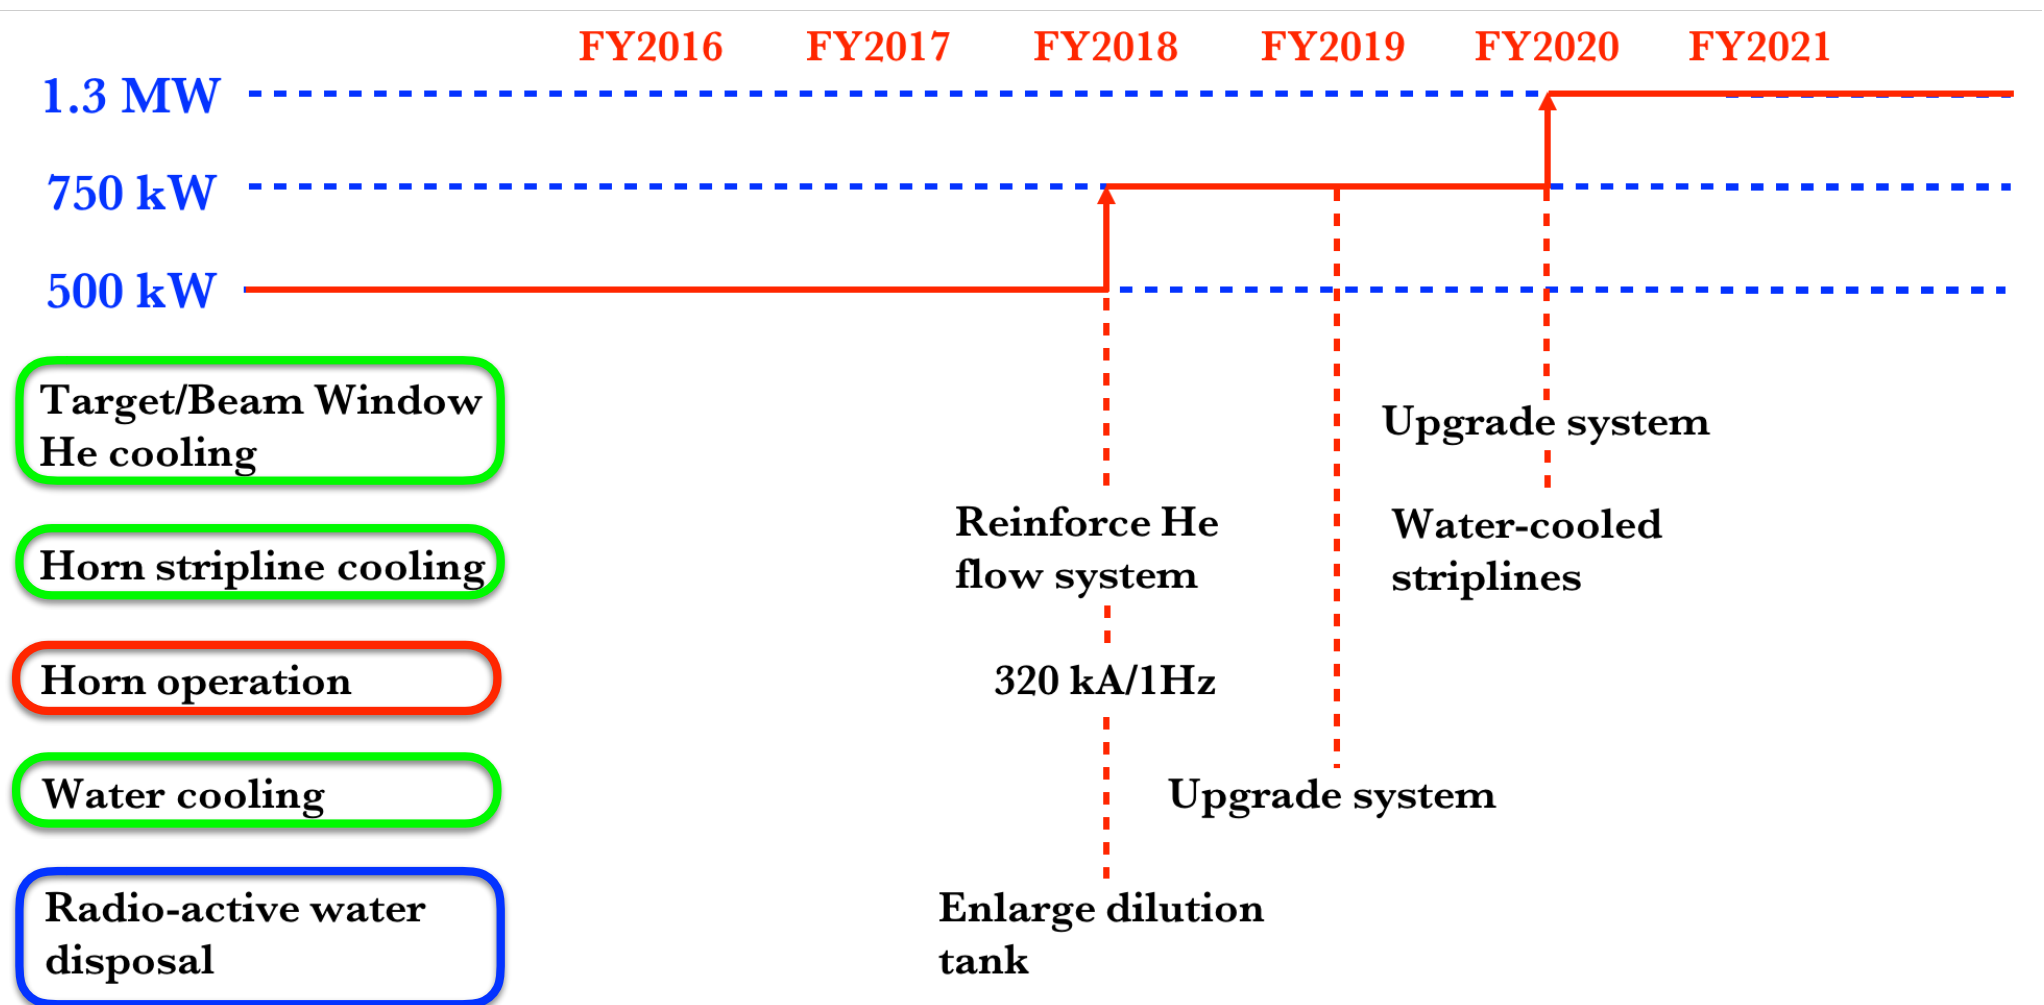 FY2016 FY2017 FY2018 FY2019 FY2020 FY2021
1.3 MW
750 kW
500 kW
Target/Beam Window
He cooling
Upgrade system
Horn stripline cooling
Reinforce He
flow system
Water-cooled
striplines
Horn operation
320 kA/1Hz
Water cooling
Upgrade system
Radio-active water
disposal
Enlarge dilution
tank